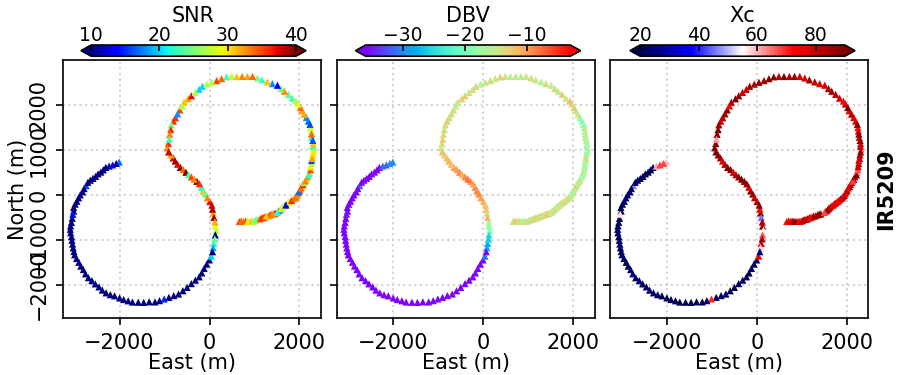 SNR DBV Xc
10 20 30 40 −30 −20 −10 20 40 60 80
2000
1000
0
−1000
−2000
North (m)
−2000 0 2000 −2000 0 2000 −2000 0 2000
East (m) East (m) East (m)
IR5209